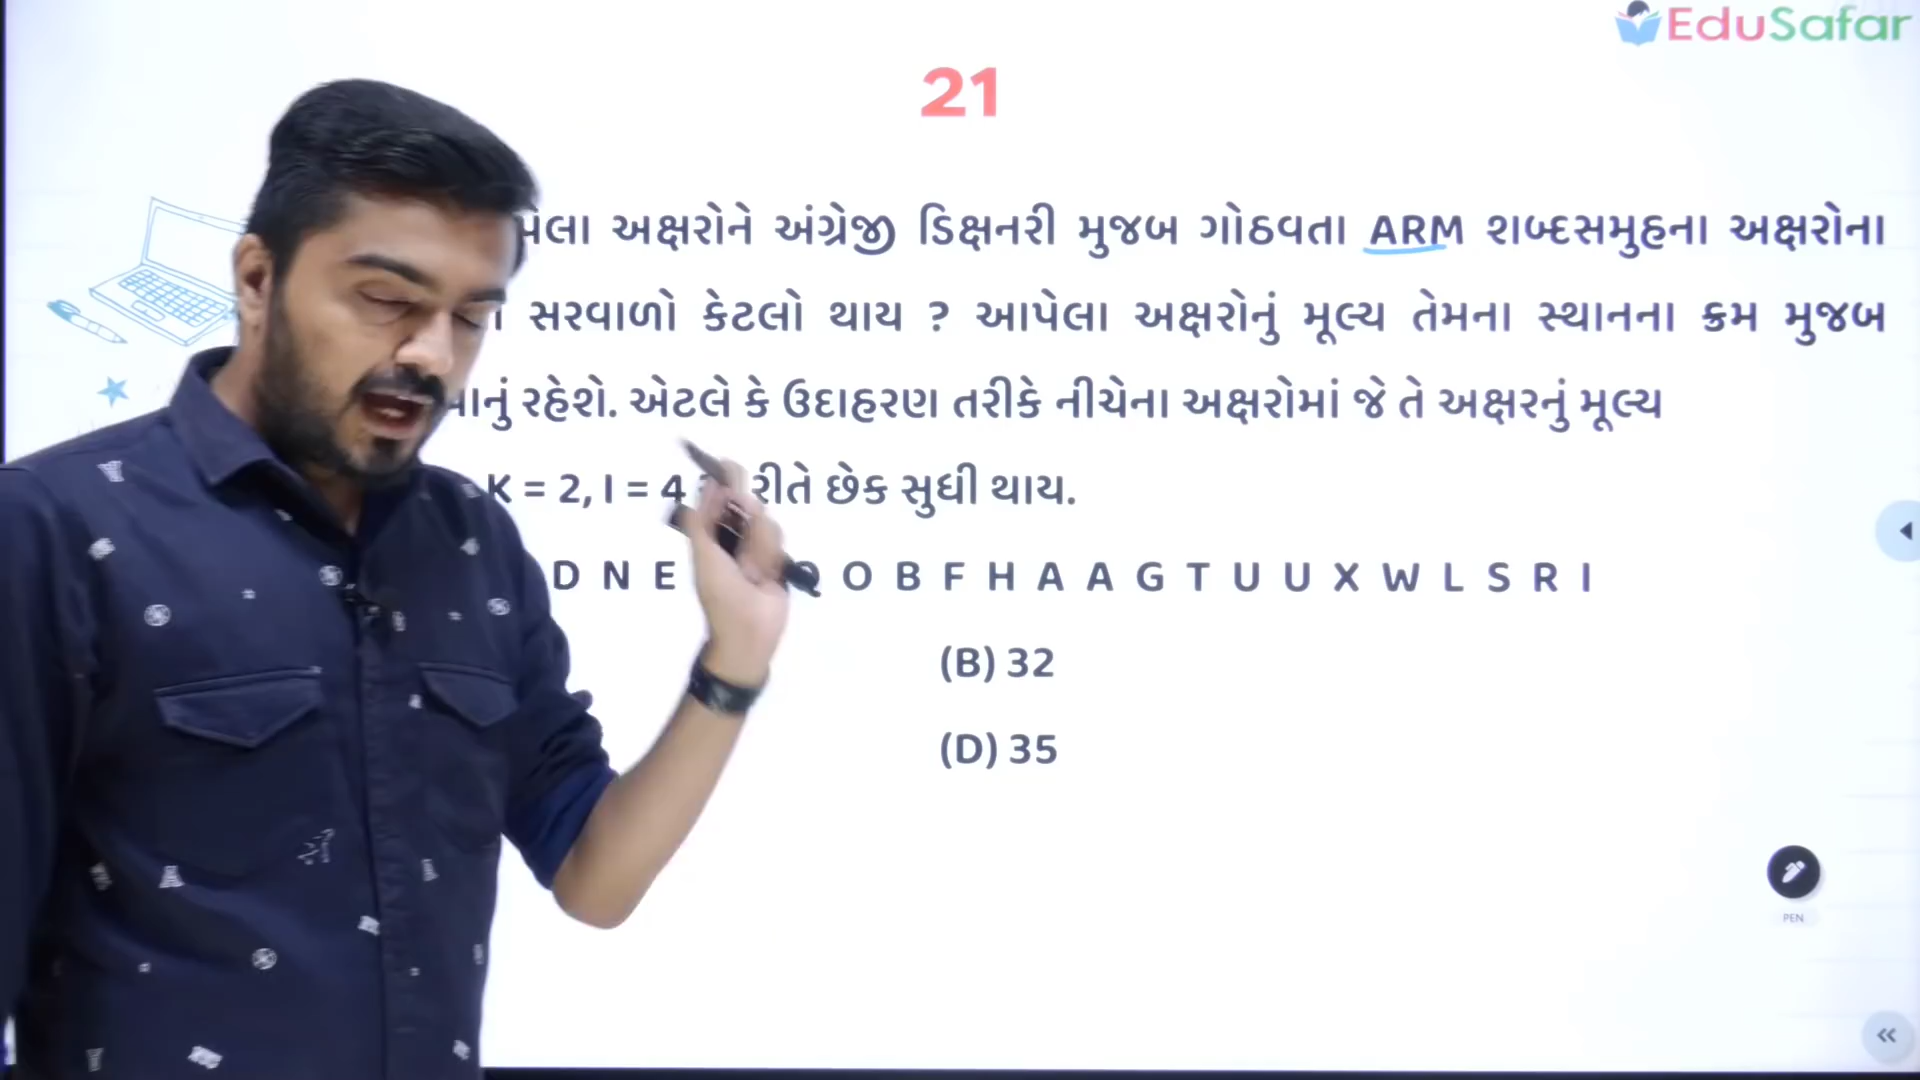 EduSafar
21
અક્ષરોને અંગ્રેજી ડિક્ષનરી મુજબ ગોઠવતા ARM શબ્દસમુહના અક્ષરોના
સરવાળો કેટલો થાય ? આપેલા અક્ષરોનું મૂલ્ય તેમના સ્થાનના ક્રમ મુજબ
રહેશે. એટલે કે ઉદાહરણ તરીકે નીચેના અક્ષરોમાં જે તે અક્ષરનું મૂલ્ય
K = 2, I = 4 રીતે છેક સુધી થાય.
D N E Q O B F H A A G T U U X W L S R I
(B) 32
(D) 35
PEN